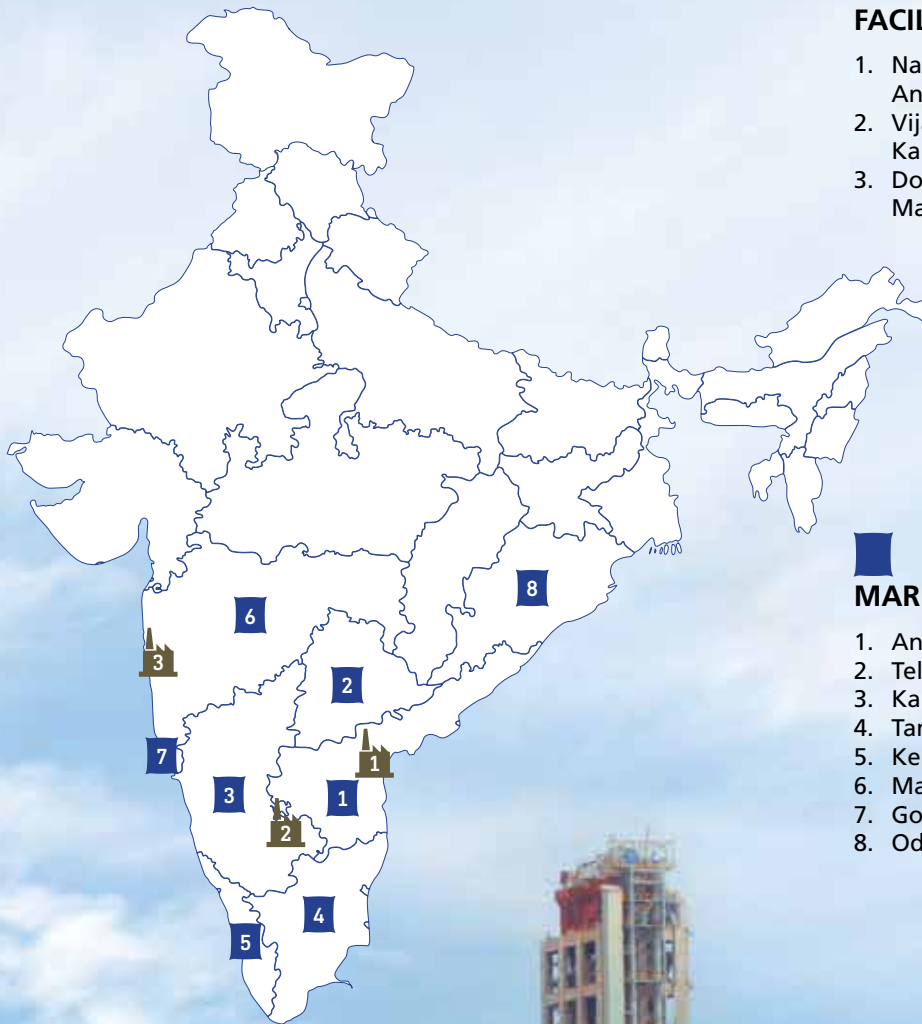 FACIL
1. Na
An
2. Vij
Ka
3. Do
Ma
8
6
3
2
7
1
3
1
2
4
5
MAR
1. An
2. Tel
3. Ka
4. Ta
5. Ke
6. Ma
7. Go
8. Od